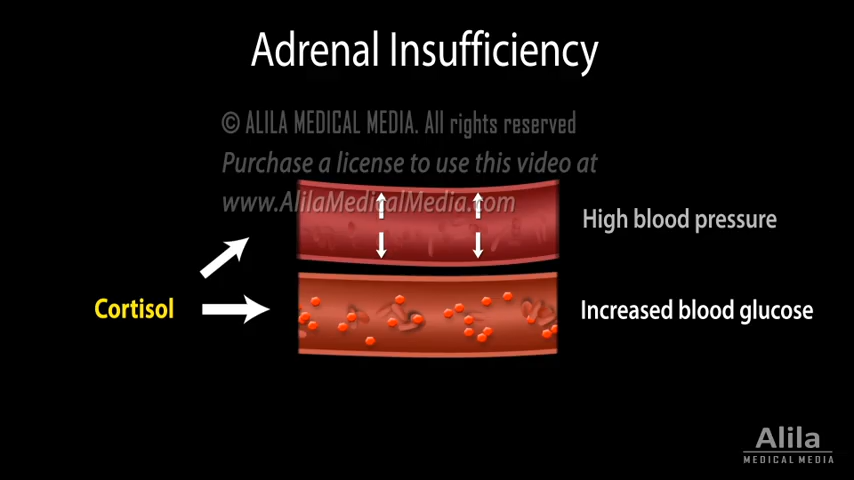 Adrenal Insufficiency
© ALILA MEDICAL MEDIA. All rights reserved
Purchase a license to use this video at
www.AlilaMedicalMedia.com
High blood pressure
Cortisol
Increased blood glucose
Alila
MEDICAL MEDIA